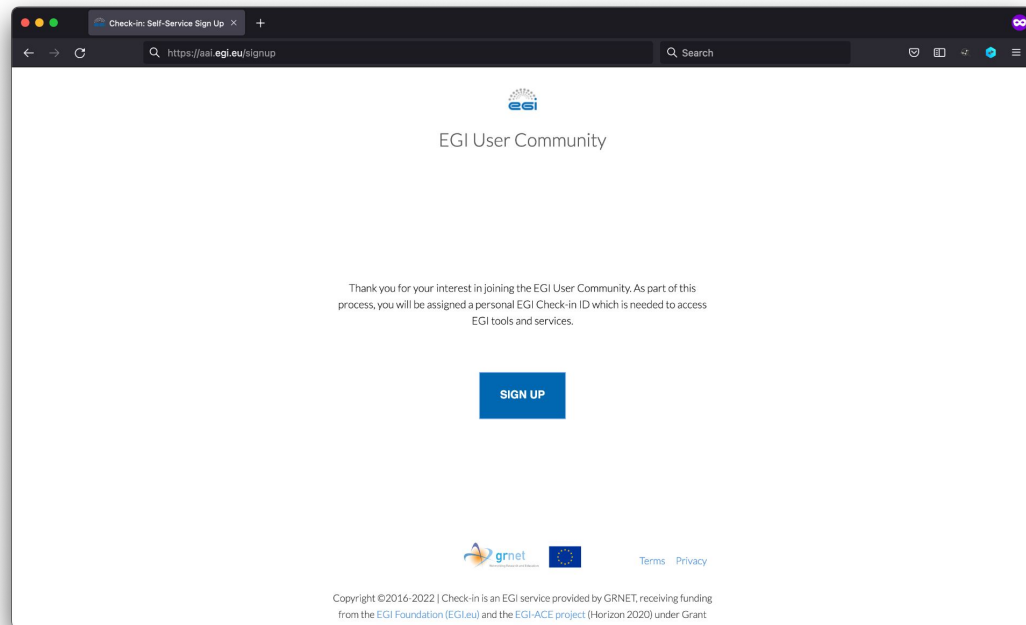 Check-in: Self-Service Sign Up
https://aai.egi.eu/signup
Search
egi
EGI User Community
Thank you for your interest in joining the EGI User Community. As part of this
process, you will be assigned a personal EGI Check-in ID which is needed to access
EGI tools and services.
SIGN UP
grnet
Terms Privacy
Copyright ©2016-2022 | Check-in is an EGI service provided by GRNET, receiving funding
from the EGI Foundation (EGI.eu) and the EGI-ACE project (Horizon 2020) under Grant